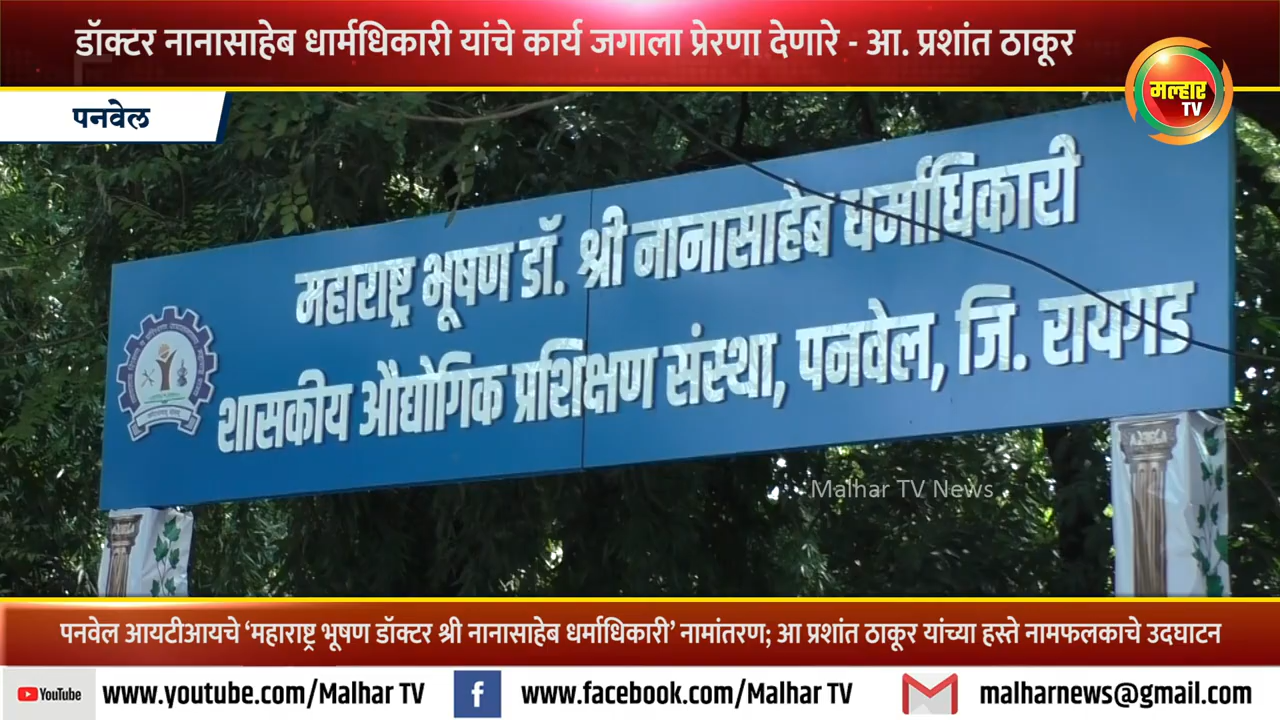 डॉक्टर नानासाहेब धार्मधिकारी यांचे कार्य जगाला प्रेरणा देणारे - आ. प्रशांत ठाकूर
मल्हार
TV
पनवेल
महाराष्ट्र भूषण डॉ. श्री नानासाहेब धर्माधिकारी
शासकीय औद्योगिक प्रशिक्षण संस्था, पनवेल, जि. रायगड
Malhar TV News
पनवेल आयटीआयचे ‘महाराष्ट्र भूषण डॉक्टर श्री नानासाहेब धर्माधिकारी’ नामांतरण; आ प्रशांत ठाकूर यांच्या हस्ते नामफलकाचे उदघाटन
YouTube www.youtube.com/Malhar TV www.facebook.com/Malhar TV malharnews@gmail.com